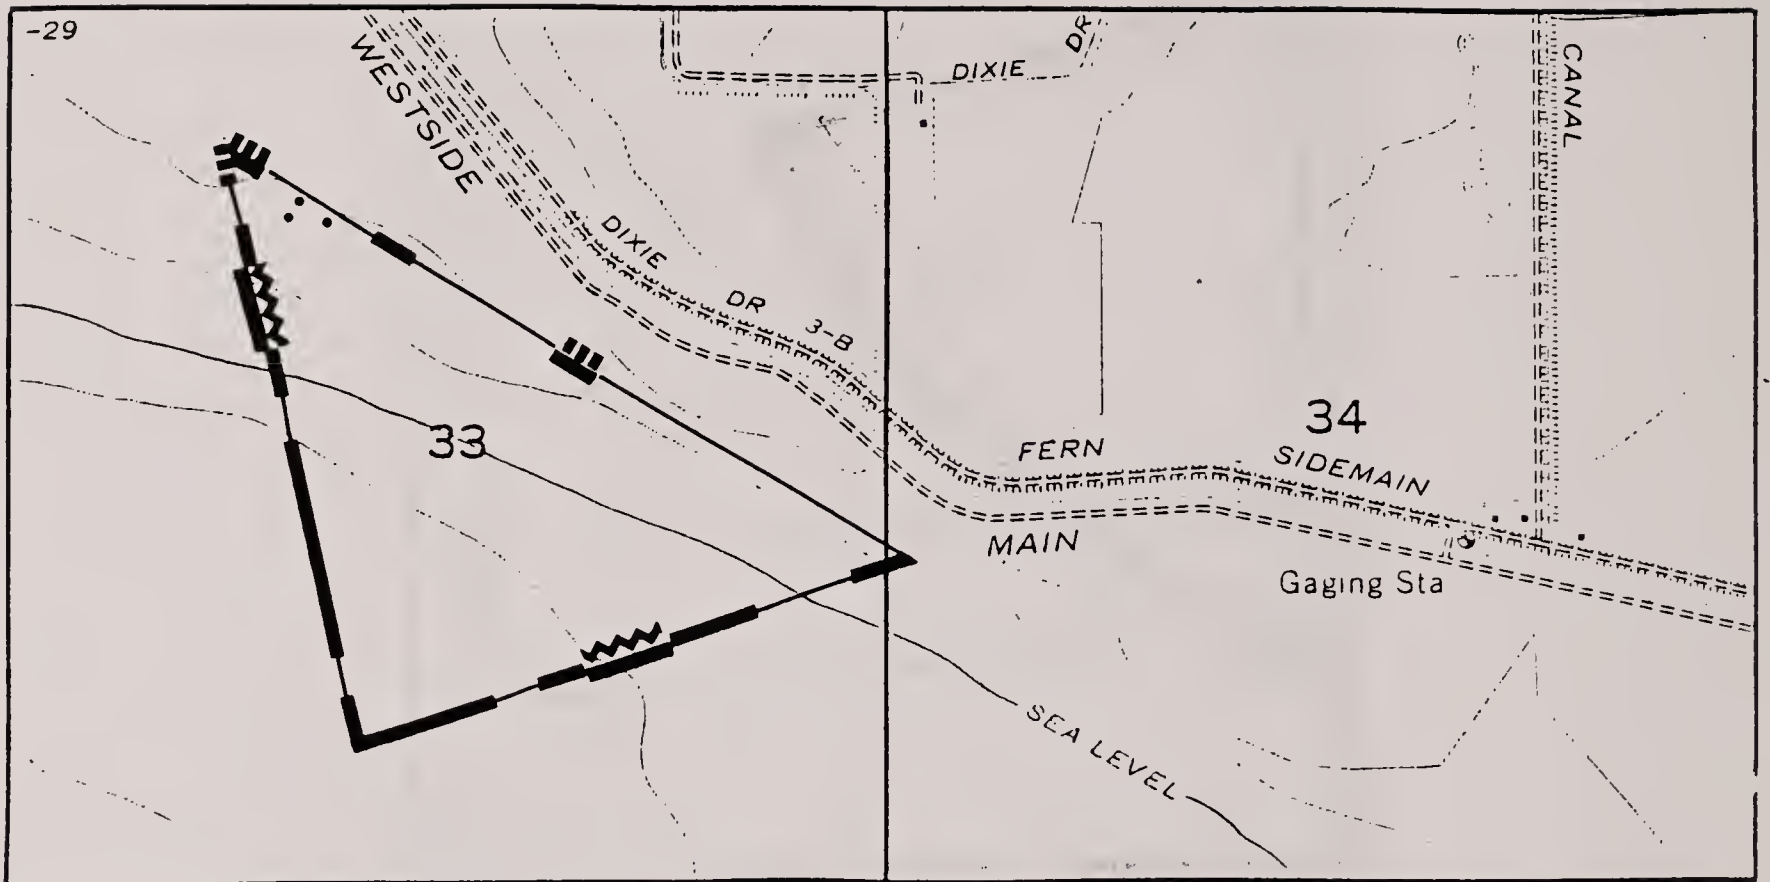 -29
WESTSIDE
DIXIE
DR
CANAL
DIXIE
DR
3-B
33
34
FERN
SIDEMAIN
MAIN
Gaging Sta
SEA LEVEL